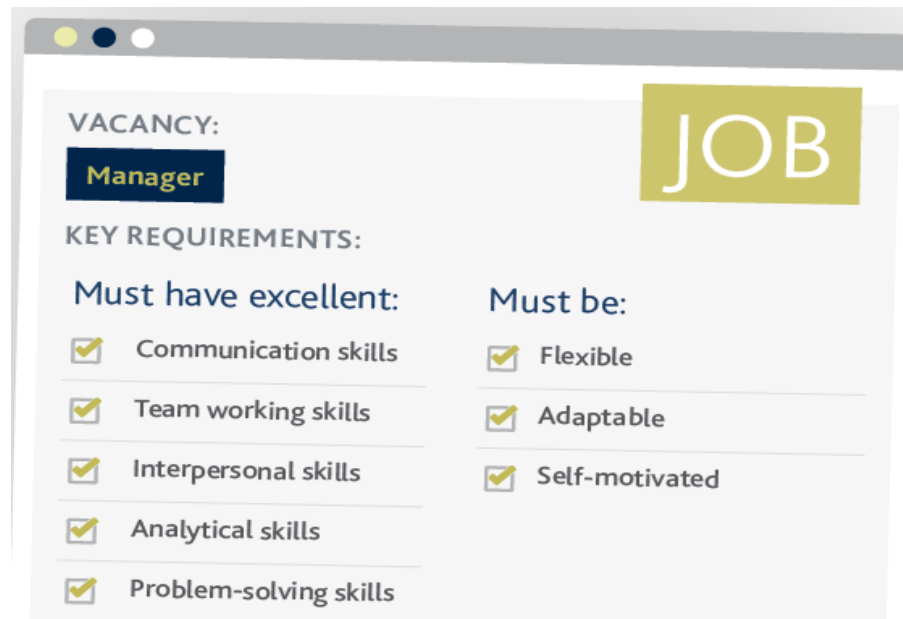 JOB
VACANCY:
Manager
KEY REQUIREMENTS:
Must have excellent:
Communication skills
Team working skills
Interpersonal skills
Analytical skills
Problem-solving skills
Must be:
Flexible
Adaptable
Self-motivated